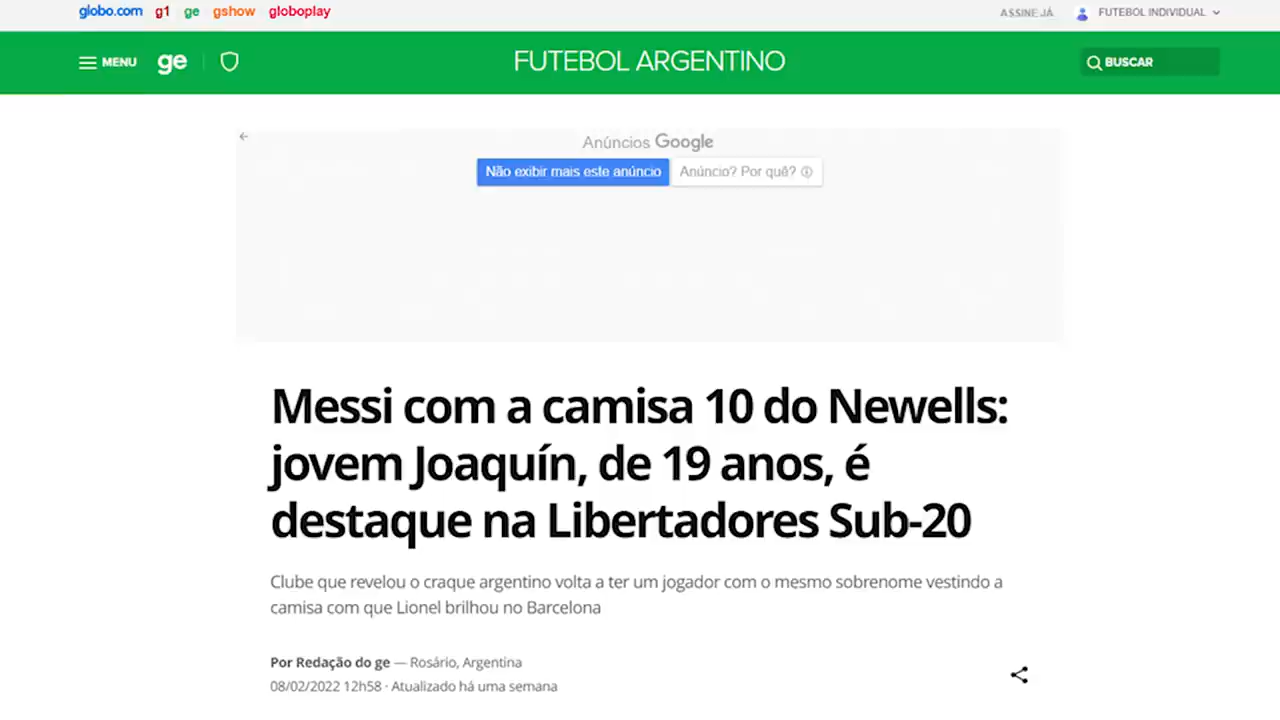 globo.com g1 ge gshow globoplay ASSINE JÁ FUTEBOL INDIVIDUAL
MENU ge FUTEBOL ARGENTINO BUSCAR
Anúncios Google
Não exibir mais este anúncio Anúncio? Por quê?
Messi com a camisa 10 do Newells:
jovem Joaquín, de 19 anos, é
destaque na Libertadores Sub-20
Clube que revelou o craque argentino volta a ter um jogador com o mesmo sobrenome vestindo a
camisa com que Lionel brilhou no Barcelona
Por Redação do ge — Rosário, Argentina
08/02/2022 12h58 · Atualizado há uma semana